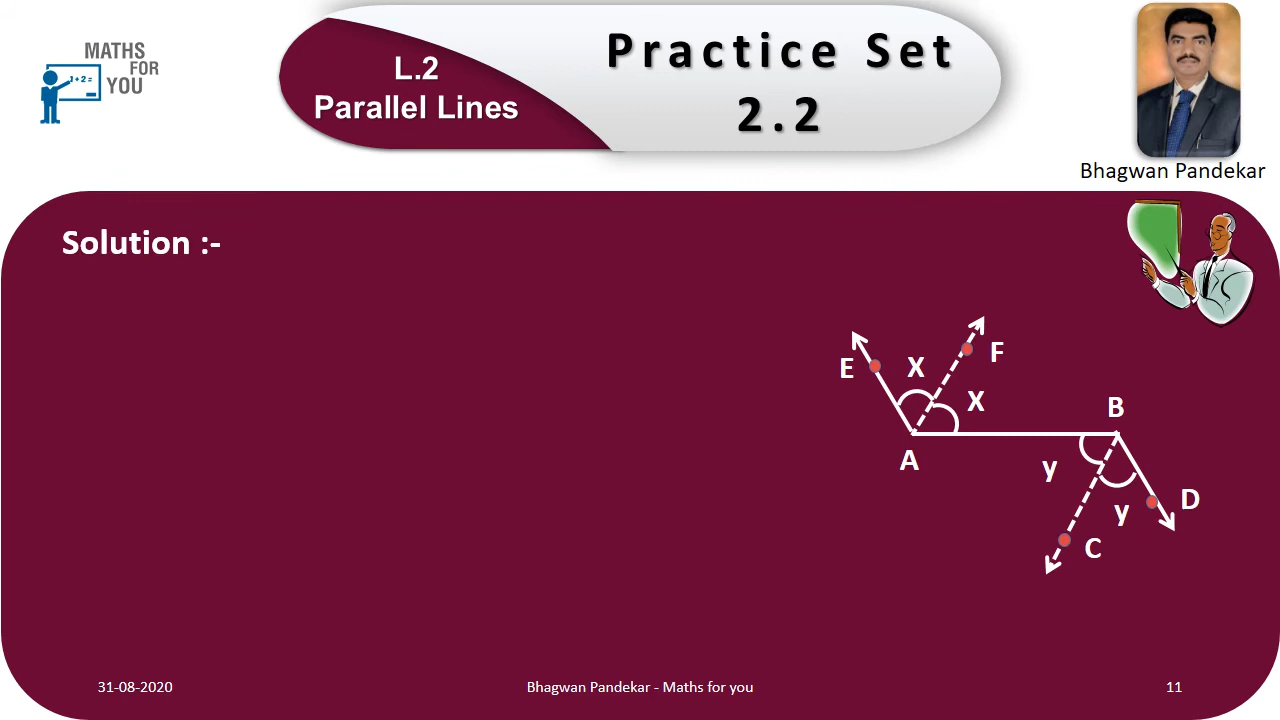 MATHS
FOR
YOU
1+2=
L.2
Parallel Lines
Practice Set
2.2
Bhagwan Pandekar
Solution :-
E
X
F
X
B
A
y
D
y
C
31-08-2020
Bhagwan Pandekar - Maths for you
11